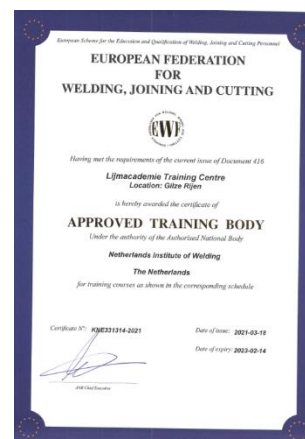 European Scheme for the Education and Qualification of Welding, Joining and Cutting Personnel
EUROPEAN FEDERATION
FOR
WELDING, JOINING AND CUTTING
EWF
Having met the requirements of the current issue of Document 416
Lijmacademie Training Centre
Location: Gilze Rijen
is hereby awarded the certificate of
APPROVED TRAINING BODY
Under the authority of the Authorised National Body
Netherlands Institute of Welding
The Netherlands
for training courses as shown in the corresponding schedule
Certificate Nº: KNE331314-2021
Date of issue: 2021-03-18
Date of expiry: 2023-02-14
ANB Chief Executive